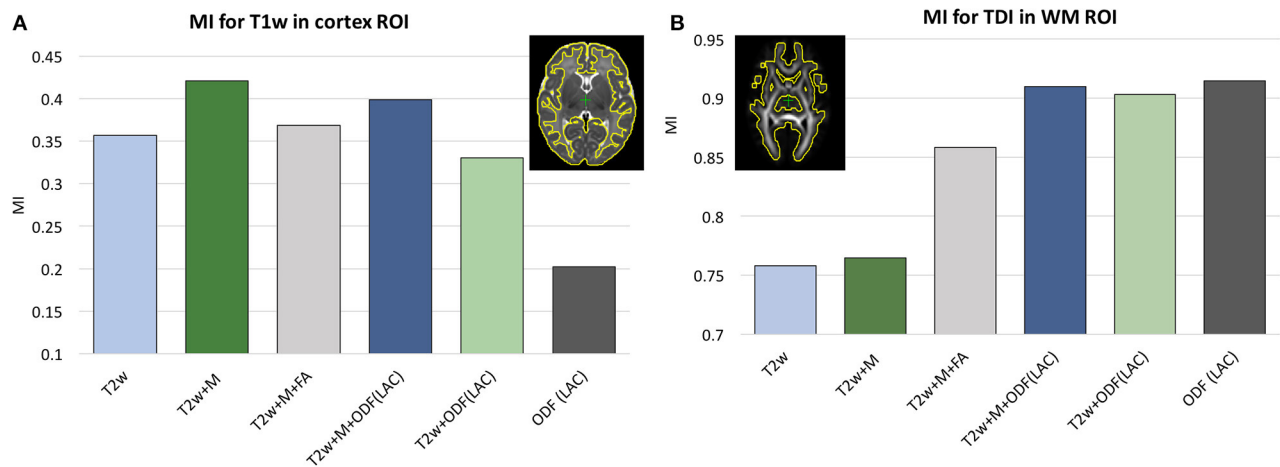 A
MI for T1w in cortex ROI
MI
0.45
0.4
0.35
0.3
0.25
0.2
0.15
0.1
T2w
T2w+M
T2w+M+FA
T2w+M+ODF(LAC)
T2w+ODF(LAC)
ODF (LAC)
B
MI for TDI in WM ROI
MI
0.95
0.9
0.85
0.8
0.75
0.7
T2w
T2w+M
T2w+M+FA
T2w+M+ODF(LAC)
T2w+ODF(LAC)
ODF (LAC)